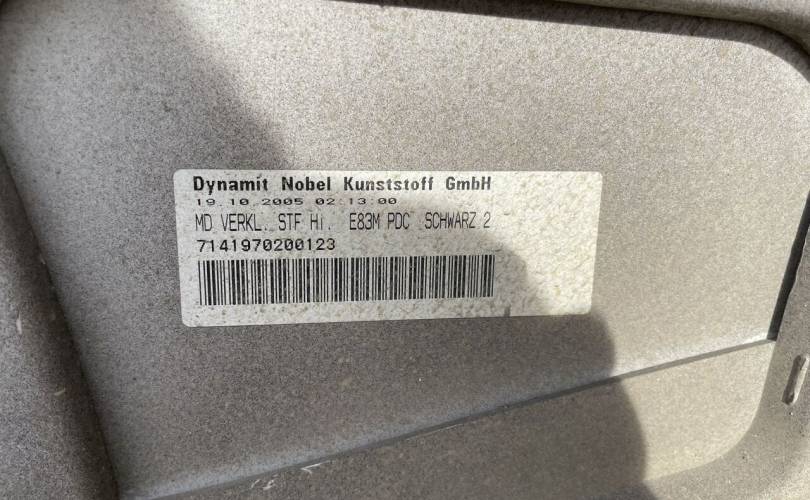 Dynamit Nobel Kunststoff GmbH
19.10.2005 02:13:00
MD VERKL. STF Hi. E83M PDC SCHWARZ 2
7141970200123